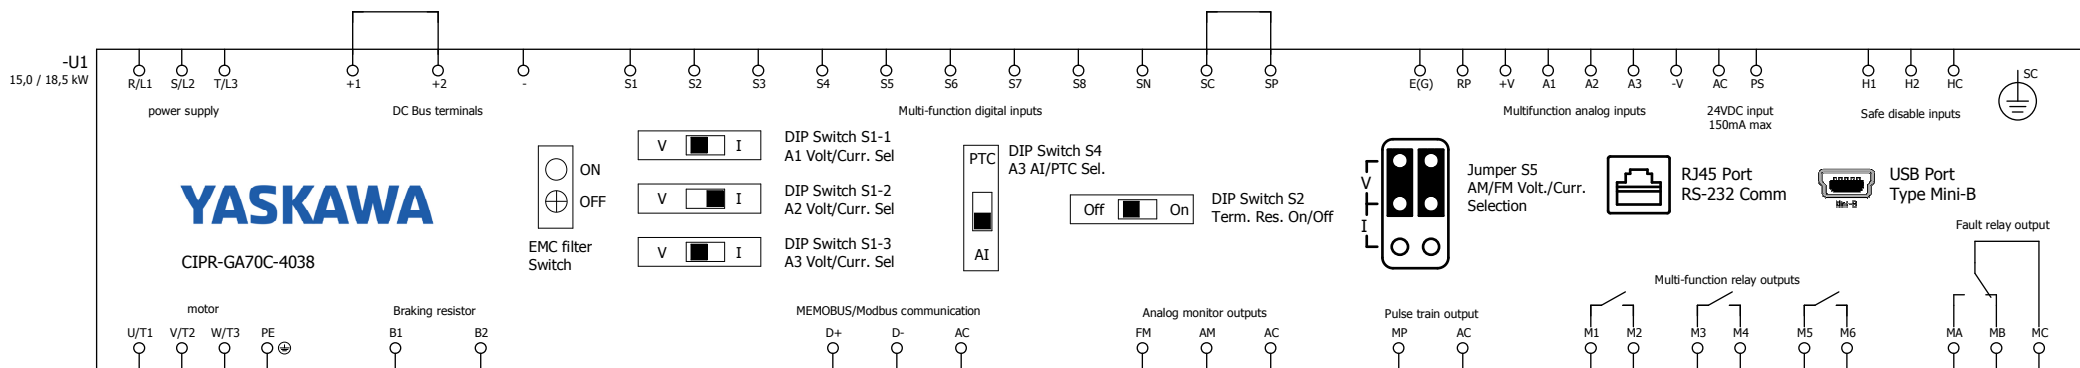 -U1
15,0 / 18,5 kW
R/L1 S/L2 T/L3 +1 +2 - S1 S2 S3 S4 S5 S6 S7 S8 SN SC SP E(G) RP +V A1 A2 A3 -V AC PS H1 H2 HC SC
power supply
DC Bus terminals
Multi-function digital inputs
Multifunction analog inputs
24VDC input
150mA max
Safe disable inputs
YASKAWA
CIPR-GA70C-4038
ON
OFF
EMC filter
Switch
V I
DIP Switch S1-1
A1 Volt/Curr. Sel
V I
DIP Switch S1-2
A2 Volt/Curr. Sel
V I
DIP Switch S1-3
A3 Volt/Curr. Sel
PTC
AI
DIP Switch S4
A3 AI/PTC Sel.
Off On
DIP Switch S2
Term. Res. On/Off
V
I
Jumper S5
AM/FM Volt./Curr.
Selection
RJ45 Port
RS-232 Comm
Mini-B
USB Port
Type Mini-B
Fault relay output
Multi-function relay outputs
motor
Braking resistor
MEMOBUS/Modbus communication
Analog monitor outputs
Pulse train output
U/T1 V/T2 W/T3 PE B1 B2 D+ D- AC FM AM AC MP AC M1 M2 M3 M4 M5 M6 MA MB MC